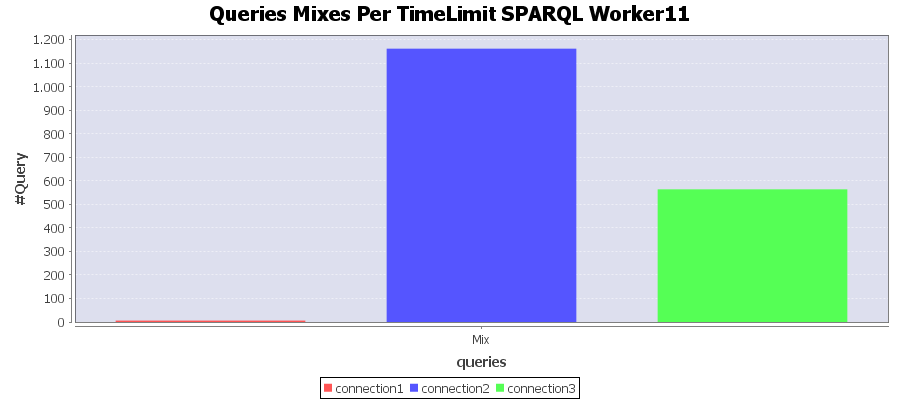 Queries Mixes Per TimeLimit SPARQL Worker11
1.200
1.100
1.000
900
800
700
600
500
400
300
200
100
0
#Query
Mix
queries
connection1 connection2 connection3